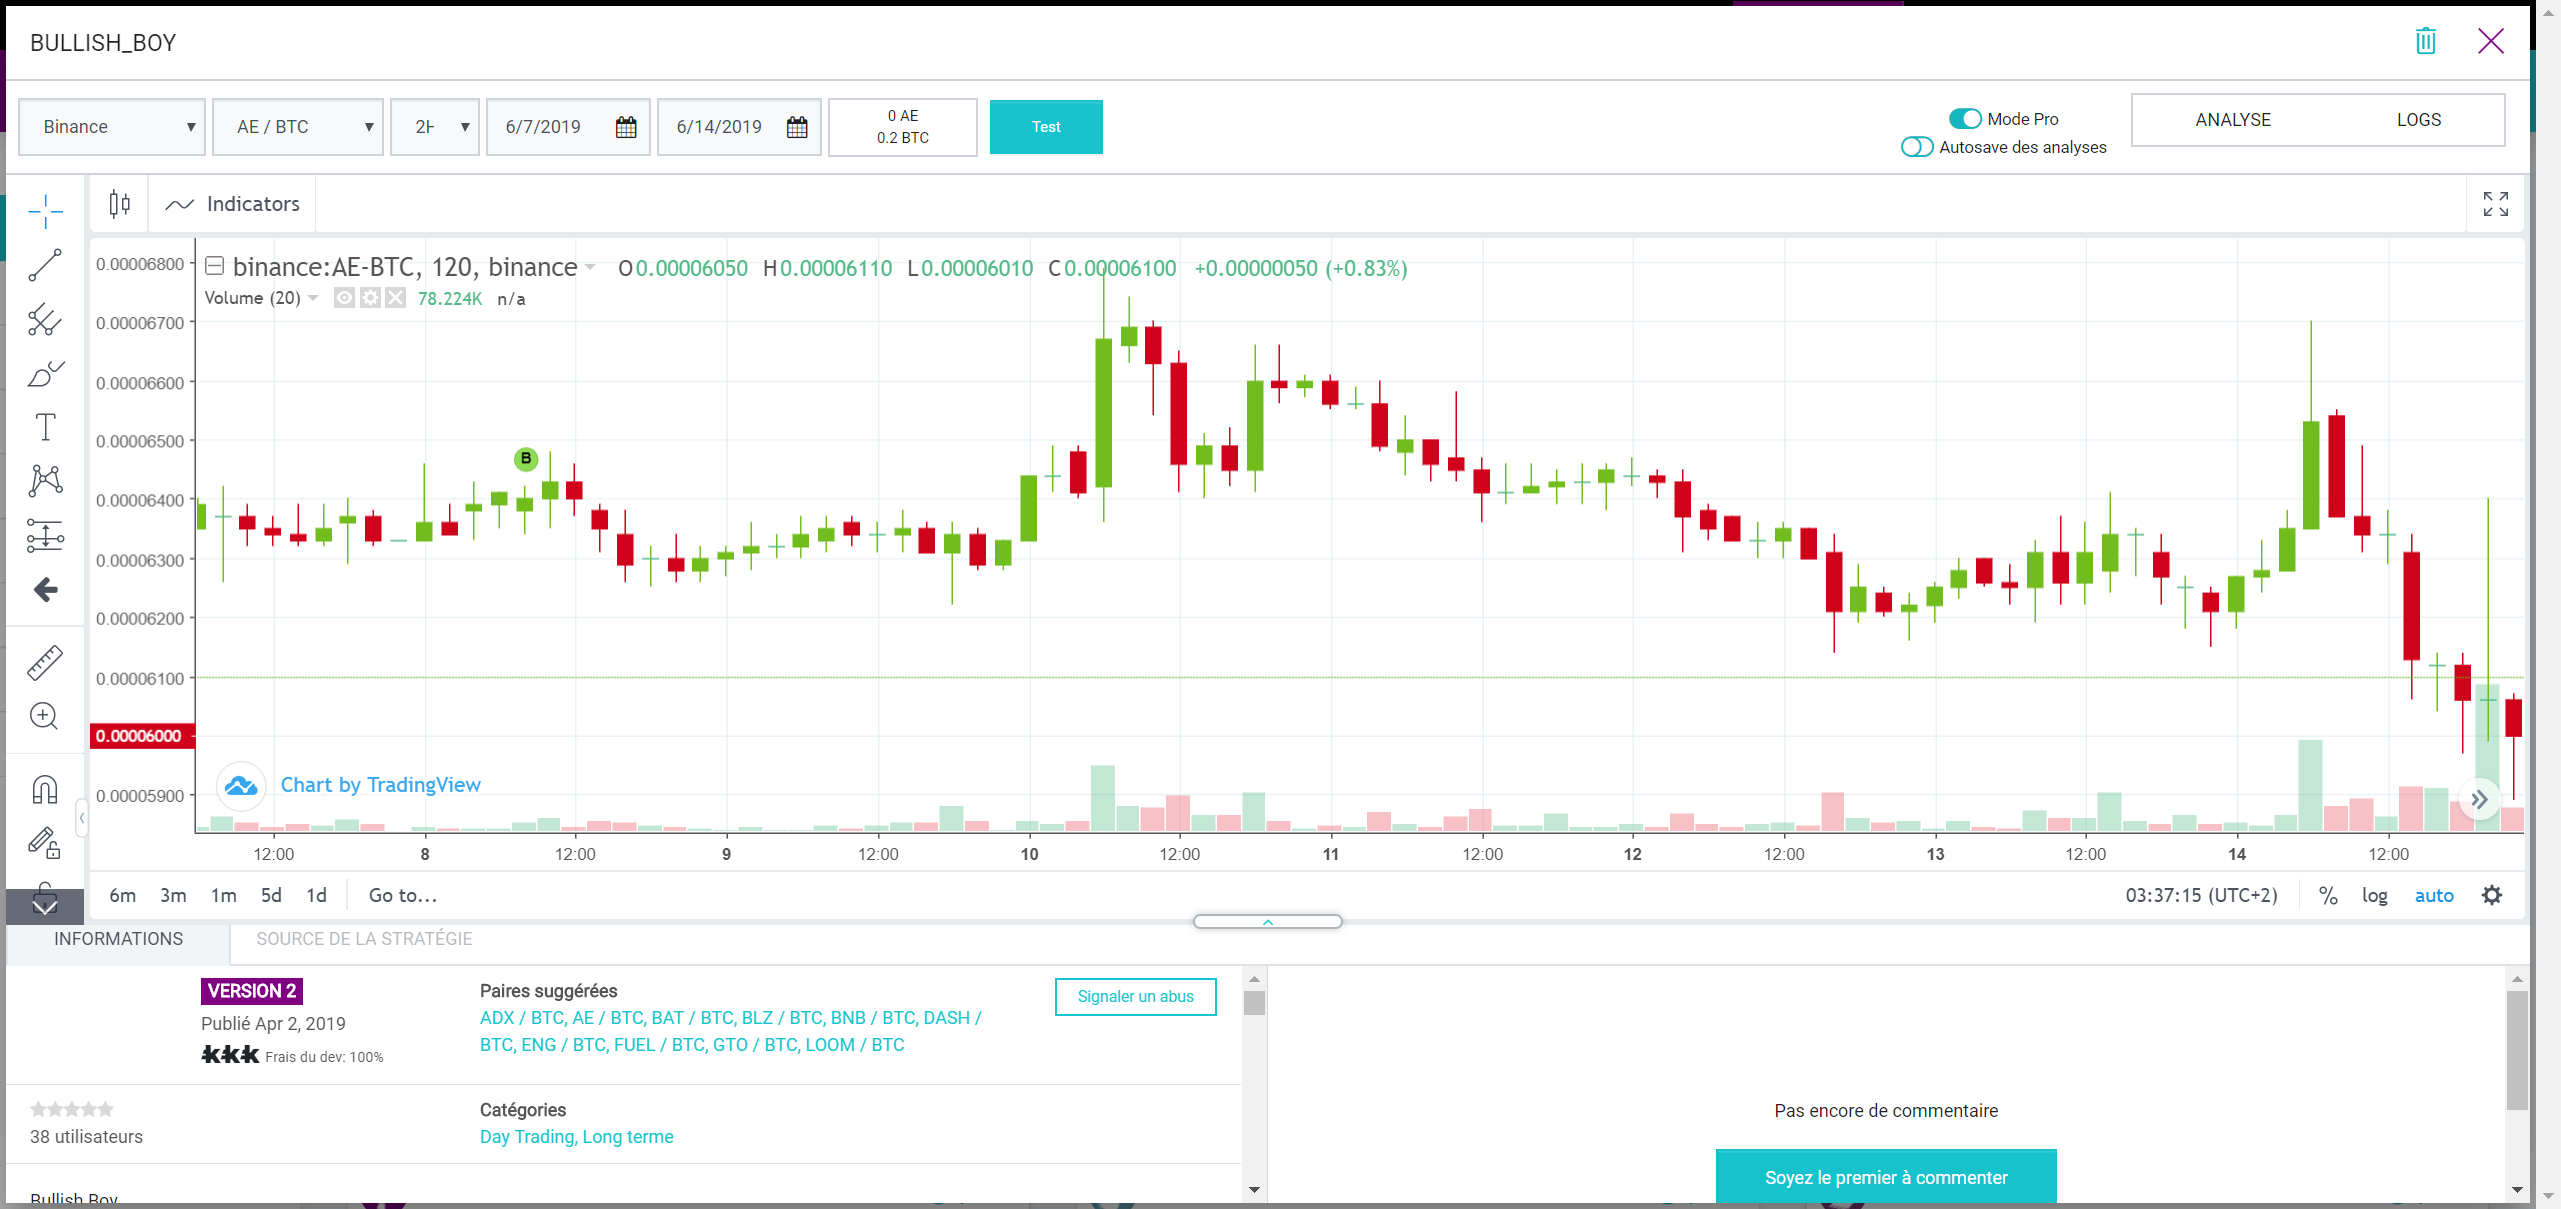 BULLISH_BOY
Binance
AE / BTC
2H
6/7/2019
6/14/2019
0 AE
0.2 BTC
Test
Mode Pro
Autosave des analyses
ANALYSE
LOGS
Indicators
binance:AE-BTC, 120, binance O0.00006050 H0.00006110 L0.00006010 C0.00006100 +0.00000050 (+0.83%)
Volume (20) 78.224K n/a
0.00006800
0.00006700
0.00006600
0.00006500
0.00006400
0.00006300
0.00006200
0.00006100
0.00006000
0.00005900
B
Chart by TradingView
12:00 8 12:00 9 12:00 10 12:00 11 12:00 12 12:00 13 12:00 14 12:00
6m 3m 1m 5d 1d Go to...
03:37:15 (UTC+2) % log auto
INFORMATIONS
SOURCE DE LA STRATÉGIE
VERSION 2
Publié Apr 2, 2019
Frais du dev: 100%
Paires suggérées
ADX / BTC, AE / BTC, BAT / BTC, BLZ / BTC, BNB / BTC, DASH /
BTC, ENG / BTC, FUEL / BTC, GTO / BTC, LOOM / BTC
Signaler un abus
38 utilisateurs
Catégories
Day Trading, Long terme
Bullish Boy
Pas encore de commentaire
Soyez le premier à commenter